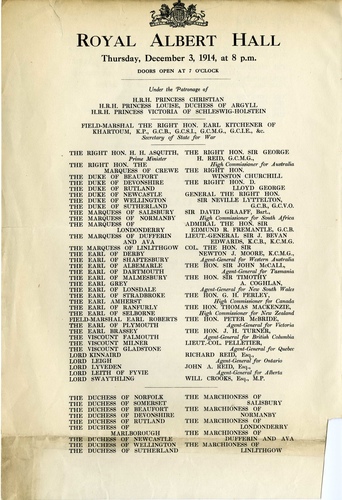 ROYAL ALBERT HALL
Thursday, December 3, 1914, at 8 p.m.
DOORS OPEN AT 7 O'CLOCK
Under the Patronage of
H.R.H. PRINCESS CHRISTIAN
H.R.H. PRINCESS LOUISE, DUCHESS OF ARGYLL
H.R.H. PRINCESS VICTORIA OF SCHLESWIG-HOLSTEIN
FIELD-MARSHAL THE RIGHT HON. EARL KITCHENER OF
KHARTOUM, K.P., G.C.B., G.C.S.I., G.C.M.G., G.C.I.E., &c.
Secretary of State for War
THE RIGHT HON. H. H. ASQUITH,
Prime Minister
THE RIGHT HON. THE
MARQUESS OF CREWE
THE DUKE OF BEAUFORT
THE DUKE OF DEVONSHIRE
THE DUKE OF RUTLAND
THE DUKE OF NEWCASTLE
THE DUKE OF WELLINGTON
THE DUKE OF SUTHERLAND
THE MARQUESS OF SALISBURY
THE MARQUESS OF NORMANBY
THE MARQUESS OF
LONDONDERRY
THE MARQUESS OF DUFFERIN
AND AVA
THE MARQUESS OF LINLITHGOW
THE EARL OF DERBY
THE EARL OF SHAFTESBURY
THE EARL OF ALBEMARLE
THE EARL OF DARTMOUTH
THE EARL OF MALMESBURY
THE EARL GREY
THE EARL OF LONSDALE
THE EARL OF STRADBROKE
THE EARL AMHERST
THE EARL OF RANFURLY
THE EARL OF SELBORNE
FIELD-MARSHAL EARL ROBERTS
THE EARL OF PLYMOUTH
THE EARL BRASSEY
THE VISCOUNT FALMOUTH
THE VISCOUNT MILNER
THE VISCOUNT GLADSTONE
LORD KINNAIRD
LORD LEIGH
LORD LYVEDEN
LORD LEITH OF FYVIE
LORD SWAYTHLING
THE RIGHT HON. SIR GEORGE
H. REID, G.C.M.G.,
High Commissioner for Australia
THE RIGHT HON.
WINSTON CHURCHILL
THE RIGHT HON. D.
LLOYD GEORGE
GENERAL THE RIGHT HON.
SIR NEVILLE LYTTELTON,
G.C.B., G.C.V.O.
SIR DAVID GRAAFF, Bart.,
High Commissioner for South Africa
ADMIRAL THE HON. SIR
EDMUND R. FREMANTLE, G.C.B.
LIEUT.-GENERAL SIR J. BEVAN
EDWARDS, K.C.B., K.C.M.G.
COL. THE HON. SIR
NEWTON J. MOORE, K.C.M.G.,
Agent-General for Western Australia
THE HON. SIR JOHN McCALL,
Agent-General for Tasmania
THE HON. SIR TIMOTHY
A. COGHLAN,
Agent-General for New South Wales
THE HON. G. H. PERLEY,
High Commissioner for Canada
THE HON. THOMAS MACKENZIE,
High Commissioner for New Zealand
THE HON. PETER McBRIDE,
Agent-General for Victoria
THE HON. J. H. TURNER,
Agent-General for British Columbia
LIEUT.-COL. PELLETIER,
Agent-General for Quebec
RICHARD REID, Esq.,
Agent-General for Ontario
JOHN A. REID, Esq.,
Agent-General for Alberta
WILL CROOKS, Esq., M.P.
THE DUCHESS OF NORFOLK
THE DUCHESS OF SOMERSET
THE DUCHESS OF BEAUFORT
THE DUCHESS OF DEVONSHIRE
THE DUCHESS OF RUTLAND
THE DUCHESS OF
MARLBOROUGH
THE DUCHESS OF NEWCASTLE
THE DUCHESS OF WELLINGTON
THE DUCHESS OF SUTHERLAND
THE MARCHIONESS OF
SALISBURY
THE MARCHIONESS OF
NORMANBY
THE MARCHIONESS OF
LONDONDERRY
THE MARCHIONESS OF
DUFFERIN AND AVA
THE MARCHIONESS OF
LINLITHGOW